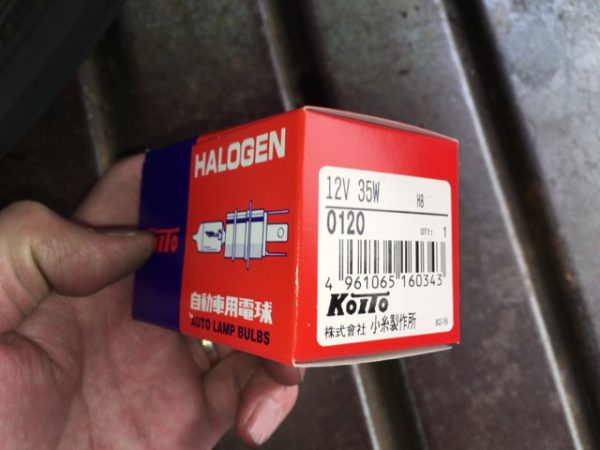 HALOGEN
KOITO
自動車用電球
AUTO LAMP BULBS
12V 35W H8
0120
QTY: 1
4 961065 160343
KOITO
株式會社 小糸製作所